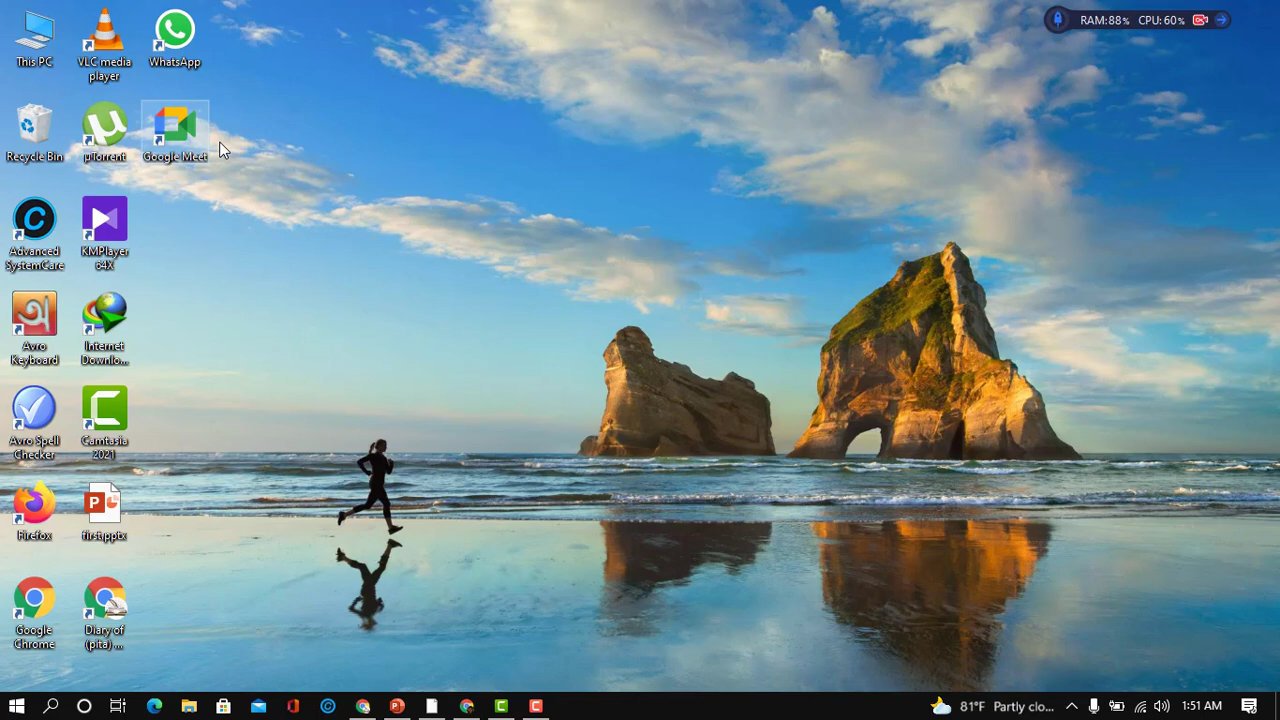 This PC
VLC media
player
WhatsApp
Recycle Bin
µTorrent
Google Meet
Advanced
SystemCare
KMPlayer
64X
Avro
Keyboard
Internet
Downlo...
Avro Spell
Checker
Camtasia
2021
Firefox
first.pptx
Google
Chrome
Diary of
(pita) ...
RAM:88% CPU:60%
81°F Partly clo...
1:51 AM